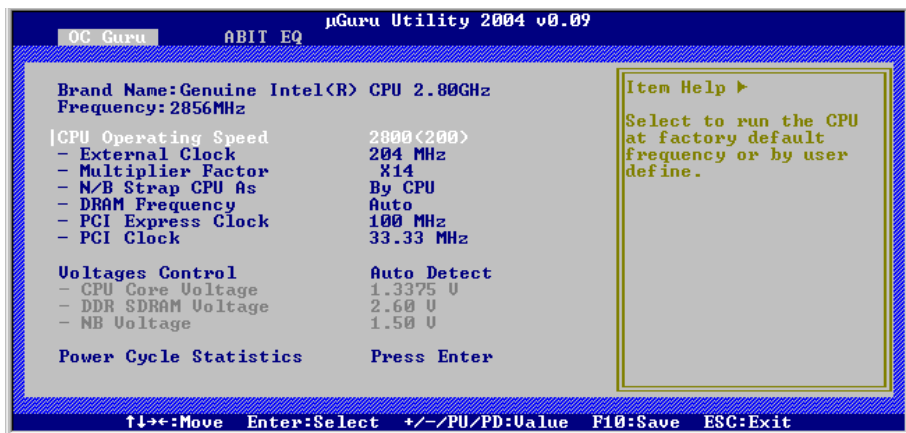 µGuru Utility 2004 v0.09
OC Guru ABIT EQ
Brand Name:Genuine Intel(R) CPU 2.80GHz
Frequency:2856MHz
CPU Operating Speed 2800(200)
- External Clock 204 MHz
- Multiplier Factor X14
- N/B Strap CPU As By CPU
- DRAM Frequency Auto
- PCI Express Clock 100 MHz
- PCI Clock 33.33 MHz
Voltages Control Auto Detect
- CPU Core Voltage 1.3375 V
- DDR SDRAM Voltage 2.60 V
- NB Voltage 1.50 V
Power Cycle Statistics Press Enter
Item Help ►
Select to run the CPU
at factory default
frequency or by user
define.
↑↓→←:Move Enter:Select +/-/PU/PD:Value F10:Save ESC:Exit